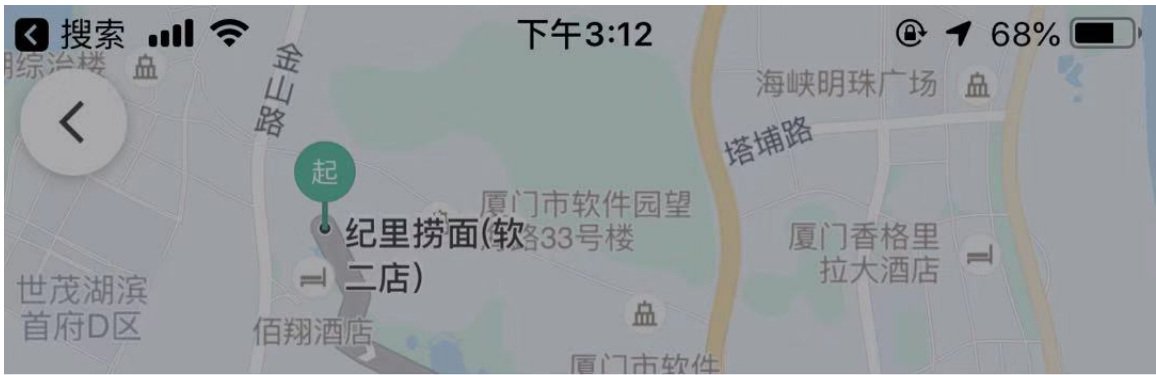 搜索 下午3:12 68%
湖综治楼
金山路
海峡明珠广场
塔埔路
起
厦门市软件园望
海路33号楼
纪里捞面(软
二店)
厦门香格里
拉大酒店
世茂湖滨
首府D区
佰翔酒店
厦门市软件